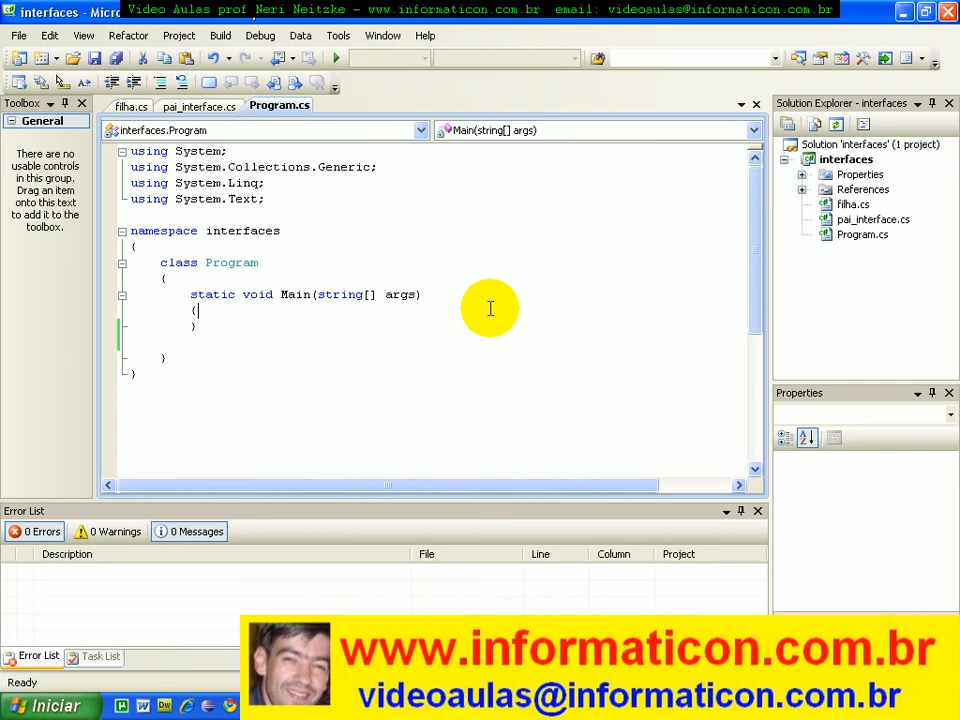 interfaces - Micros
Video Aulas prof Neri Neitzke – www.informaticon.com.br email: videoaulas@informaticon.com.br
File Edit View Refactor Project Build Debug Data Tools Window Help
Toolbox
General
There are no
usable controls
in this group.
Drag an item
onto this text
to add it to the
toolbox.
filha.cs pai_interface.cs Program.cs
interfaces.Program Main(string[] args)
using System;
using System.Collections.Generic;
using System.Linq;
using System.Text;
namespace interfaces
{
class Program
{
static void Main(string[] args)
{
}
}
}
Solution Explorer - interfaces
Solution 'interfaces' (1 project)
interfaces
Properties
References
filha.cs
pai_interface.cs
Program.cs
Properties
Error List
0 Errors 0 Warnings 0 Messages
Description File Line Column Project
Error List Task List
Ready
Iniciar
www.informaticon.com.br
videoaulas@informaticon.com.br